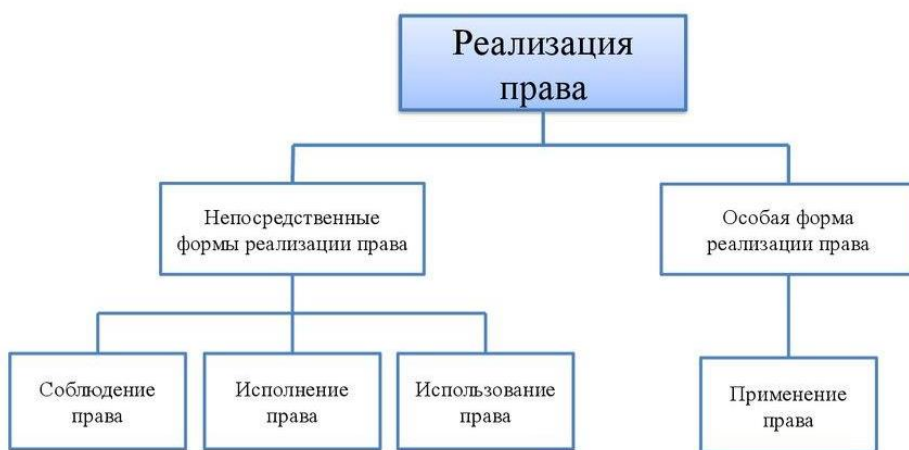 Реализация
права
Непосредственные
формы реализации права
Особая форма
реализации права
Соблюдение
права
Исполнение
права
Использование
права
Применение
права